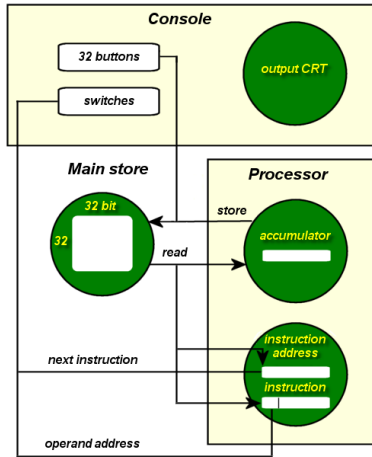 Console
32 buttons
output CRT
switches
Main store
Processor
32 bit
store
32
accumulator
read
instruction
address
next instruction
instruction
operand address